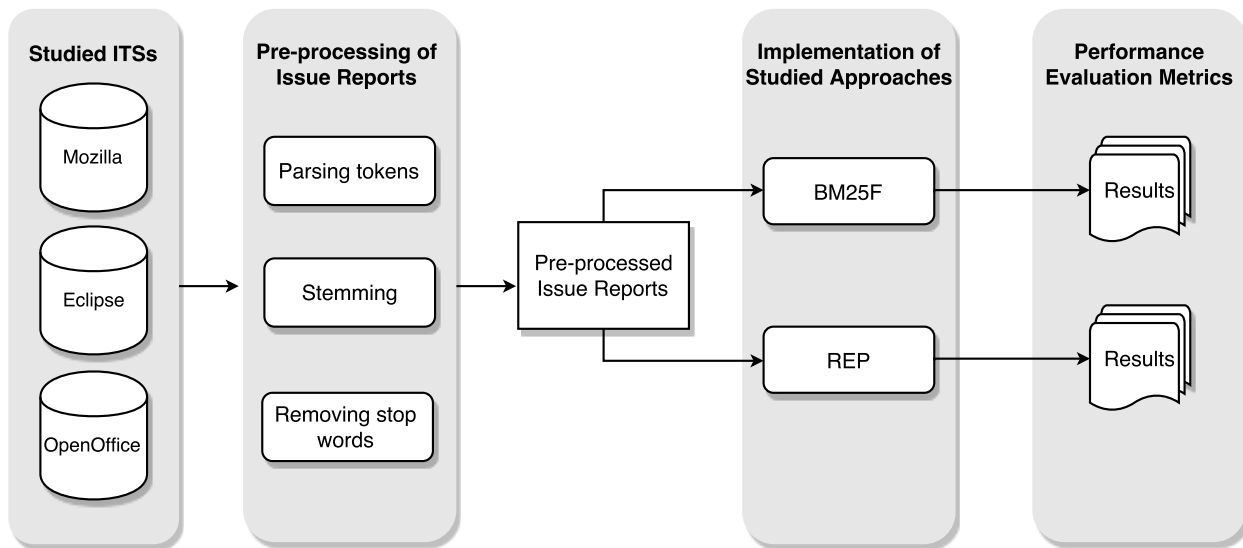 Studied ITSs
Mozilla
Eclipse
OpenOffice
Pre-processing of
Issue Reports
Parsing tokens
Stemming
Removing stop
words
Pre-processed
Issue Reports
Implementation of
Studied Approaches
BM25F
REP
Performance
Evaluation Metrics
Results
Results